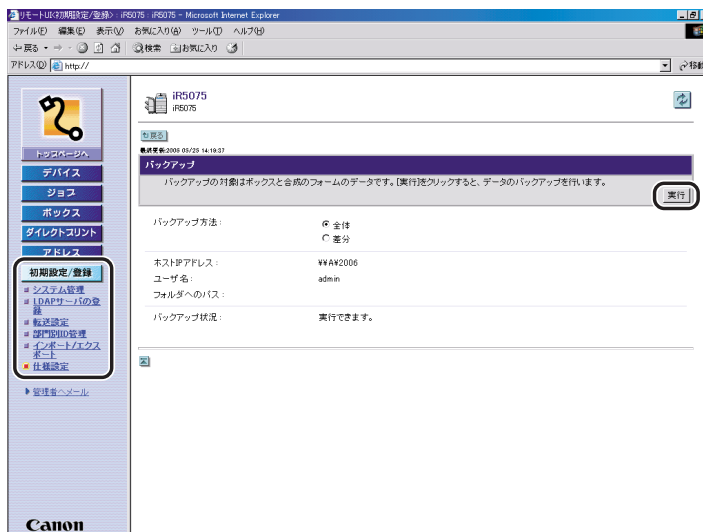 リモートUI<初期設定/登録> : iR5075 : iR5075 - Microsoft Internet Explorer
ファイル(F) 編集(E) 表示(V) お気に入り(A) ツール(T) ヘルプ(H)
戻る 検索 お気に入り
アドレス(D) http:// 移動
iR5075
iR5075
戻る
最終更新:2006 05/25 14:19:37
バックアップ
バックアップの対象はボックスと合成のフォームのデータです。[実行]をクリックすると、データのバックアップを行います。
実行
バックアップ方法 : 全体
差分
ホストIPアドレス : ¥¥A¥2006
ユーザ名 : admin
フォルダへのパス :
バックアップ状況 : 実行できます。
トップページへ
デバイス
ジョブ
ボックス
ダイレクトプリント
アドレス
初期設定/登録
システム管理
LDAPサーバの登
録
転送設定
部門別ID管理
インポート/エクス
ポート
仕様設定
管理者へメール
Canon